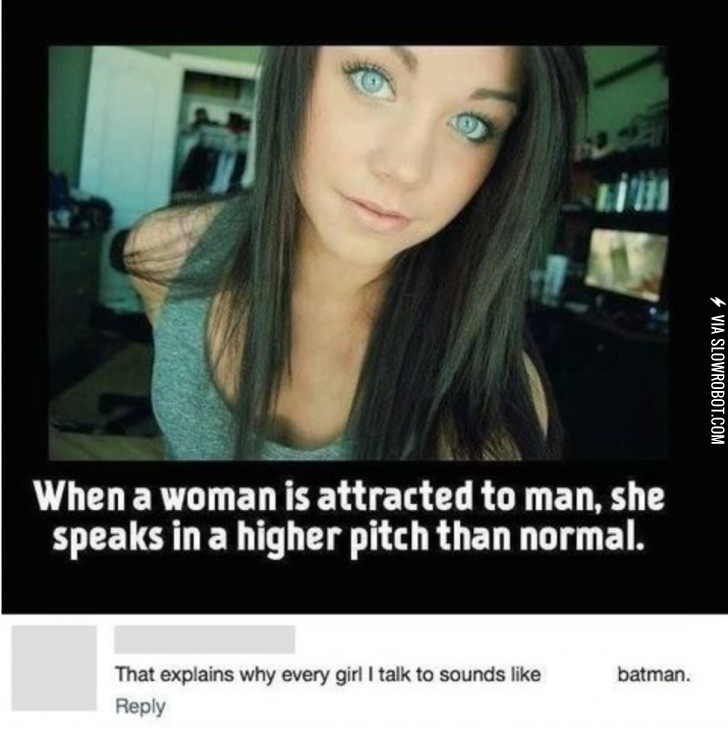 When a woman is attracted to man, she
speaks in a higher pitch than normal.
VIA SLOWROBOT.COM
That explains why every girl I talk to sounds like batman.
Reply